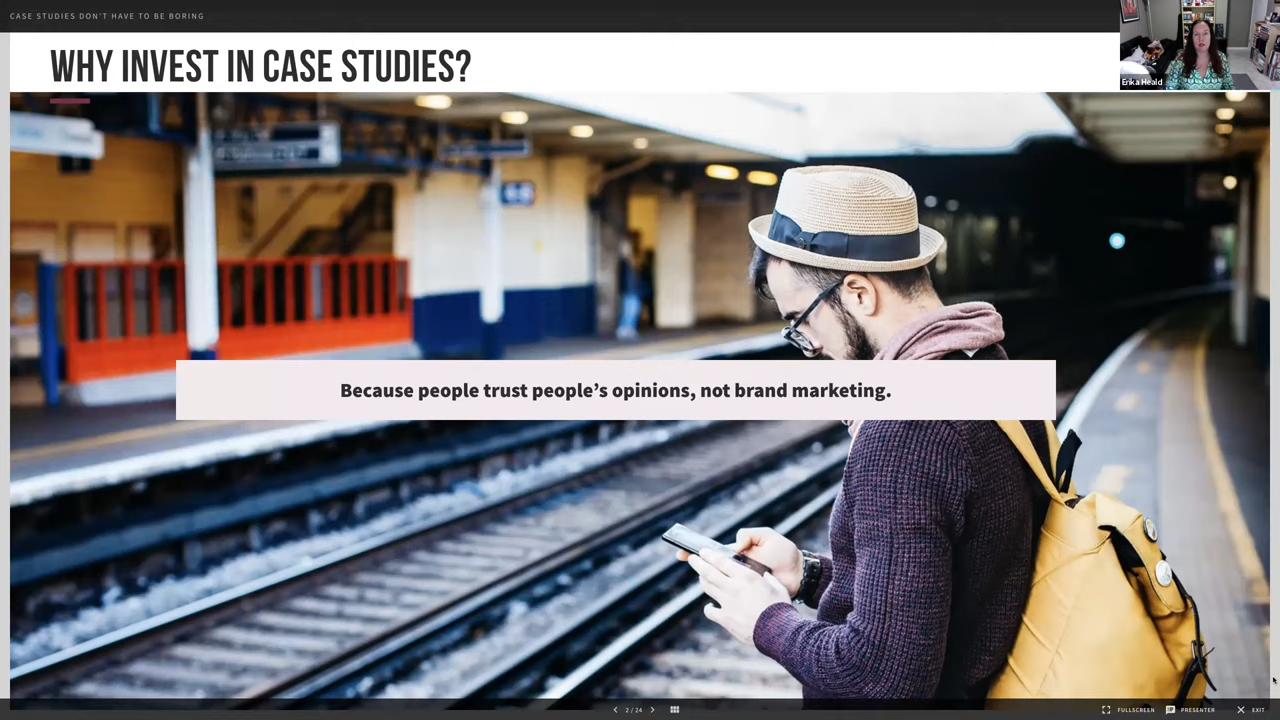 CASE STUDIES DON'T HAVE TO BE BORING
WHY INVEST IN CASE STUDIES?
Erika Heald
Because people trust people’s opinions, not brand marketing.
2 / 24
FULLSCREEN
PRESENTER
EXIT